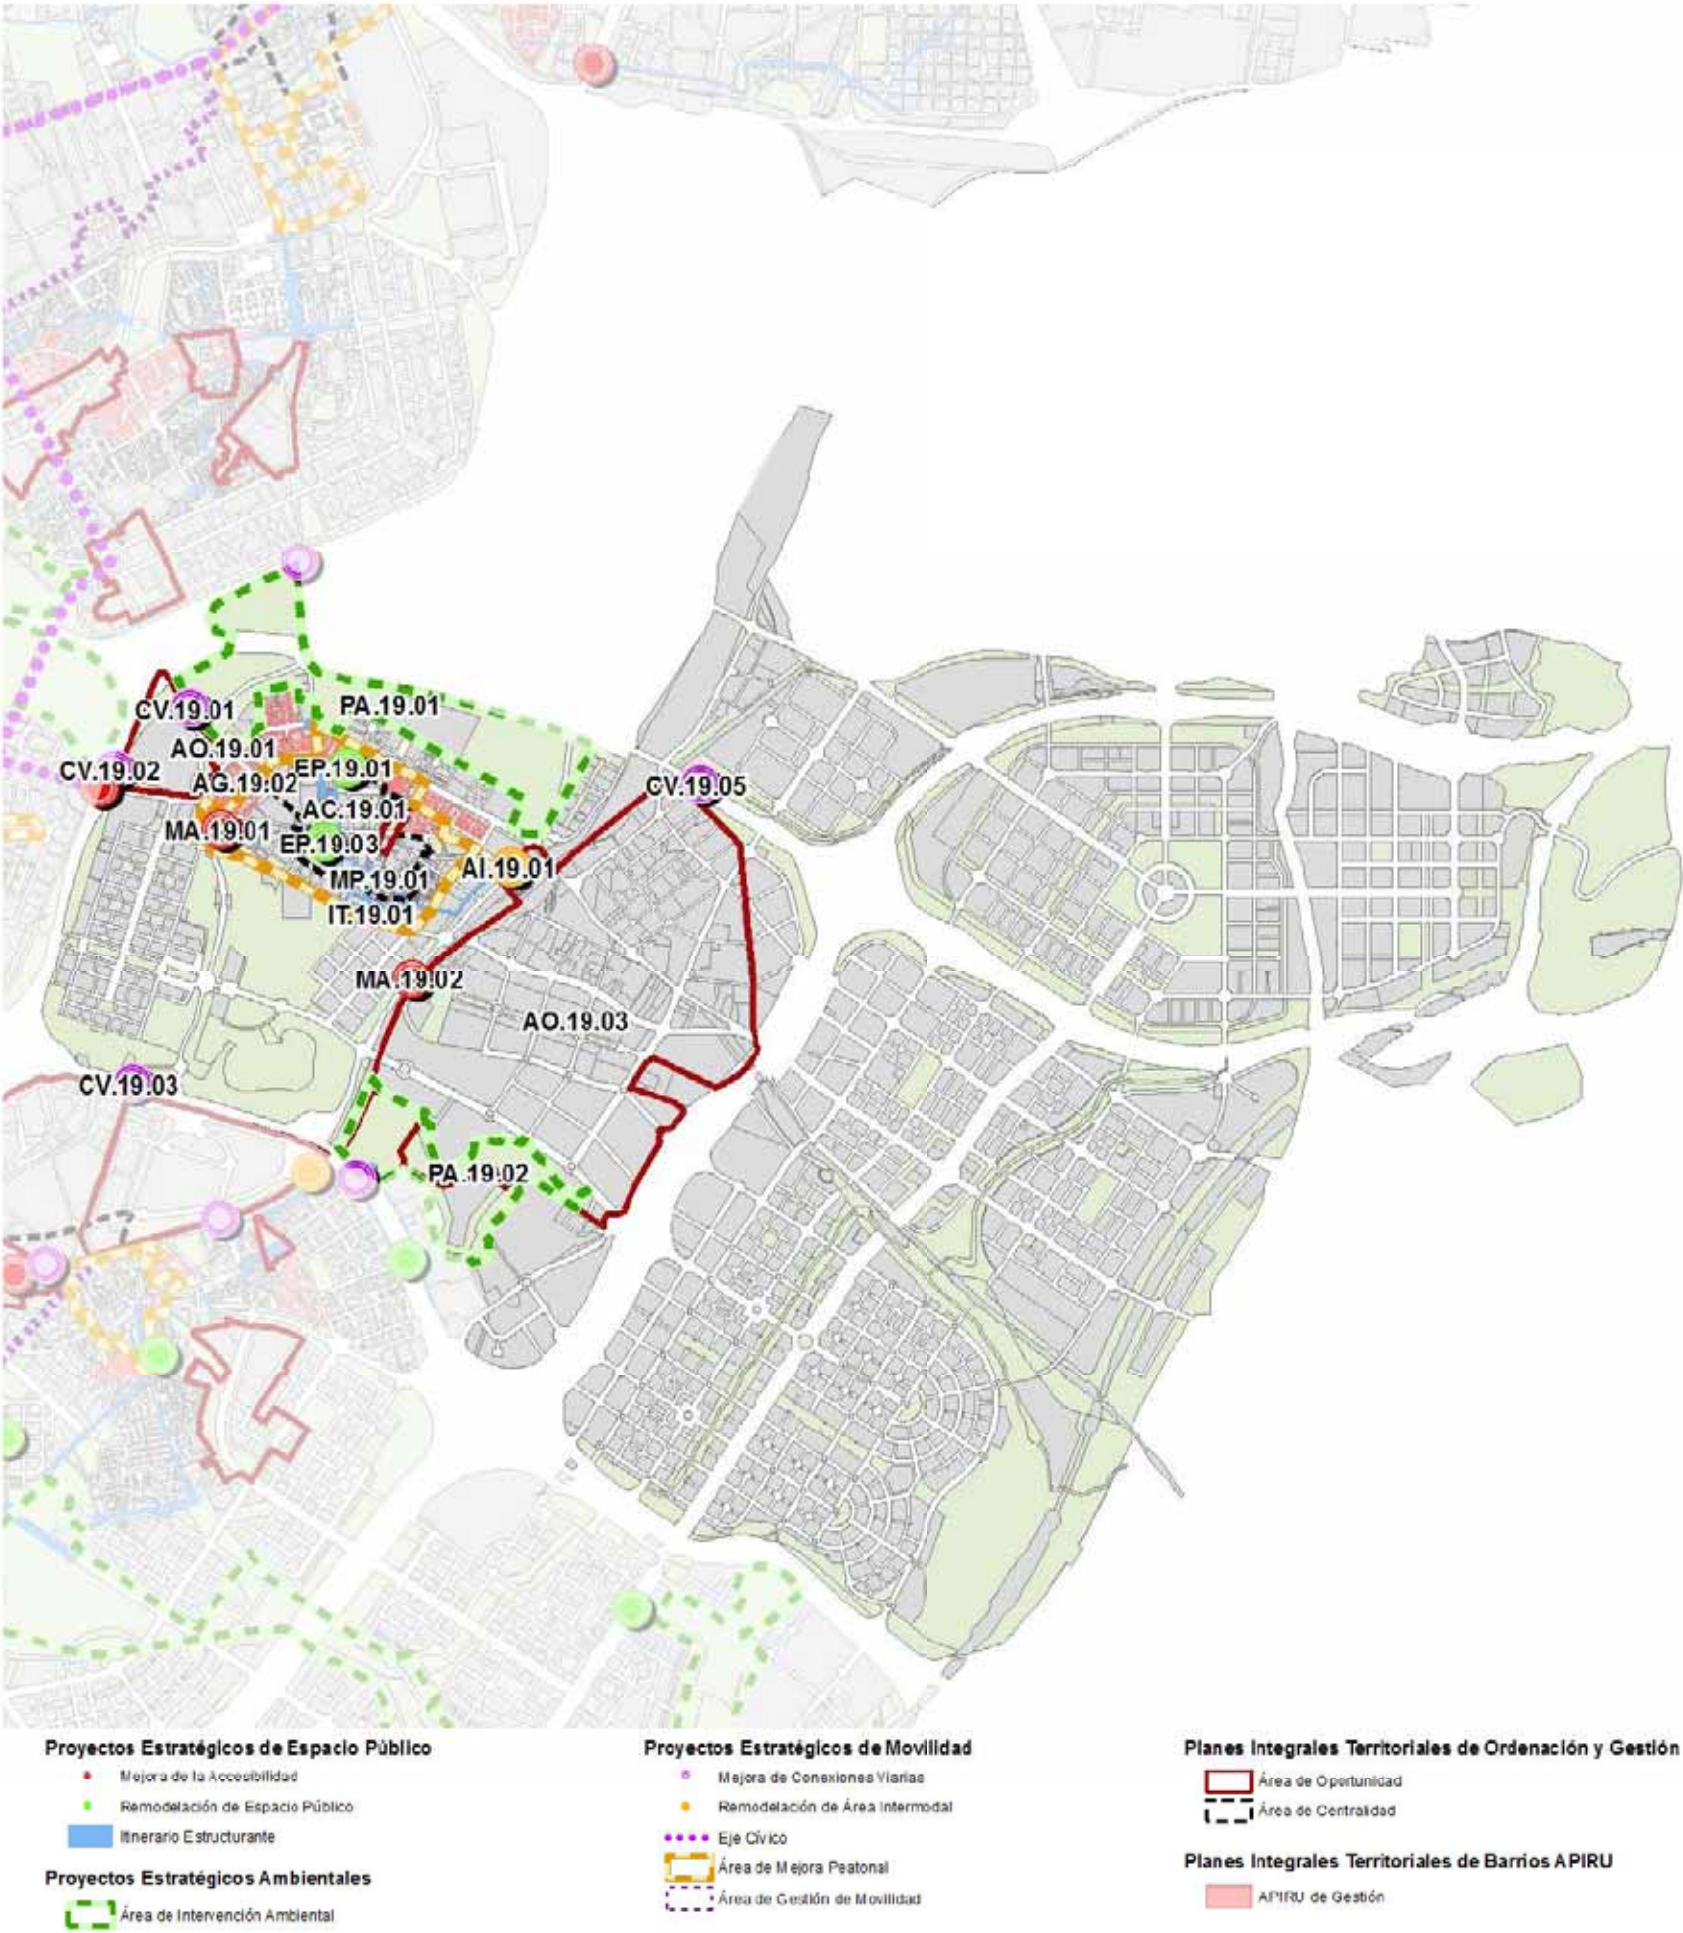 PA.19.01
CV.19.01
AO.19.01
CV.19.02
EP.19.01
AG.19.02
CV.19.05
AC.19.01
MA.19.01
EP.19.03
AI.19.01
MP.19.01
IT.19.01
MA.19.02
AO.19.03
CV.19.03
PA.19.02
Proyectos Estratégicos de Espacio Público
Mejora de la Accesibilidad
Remodelación de Espacio Público
Itinerario Estructurante
Proyectos Estratégicos Ambientales
Área de Intervención Ambiental
Proyectos Estratégicos de Movilidad
Mejora de Conexiones Viarias
Remodelación de Área Intermodal
Eje Cívico
Área de Mejora Peatonal
Área de Gestión de Movilidad
Planes Integrales Territoriales de Ordenación y Gestión
Área de Oportunidad
Área de Centralidad
Planes Integrales Territoriales de Barrios APIRU
APIRU de Gestión